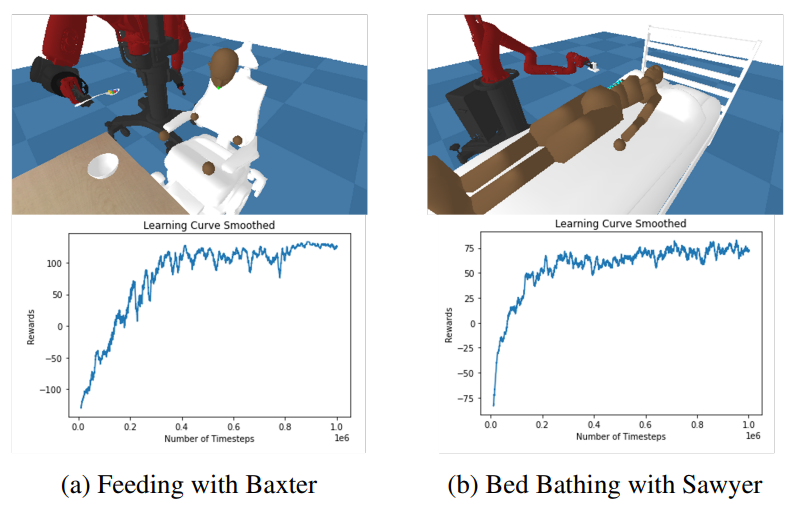 Learning Curve Smoothed
100
50
0
−50
−100
Rewards
0.0 0.2 0.4 0.6 0.8 1.0
1e6
Number of Timesteps
(a) Feeding with Baxter
Learning Curve Smoothed
75
50
25
0
−25
−50
−75
Rewards
0.0 0.2 0.4 0.6 0.8 1.0
1e6
Number of Timesteps
(b) Bed Bathing with Sawyer